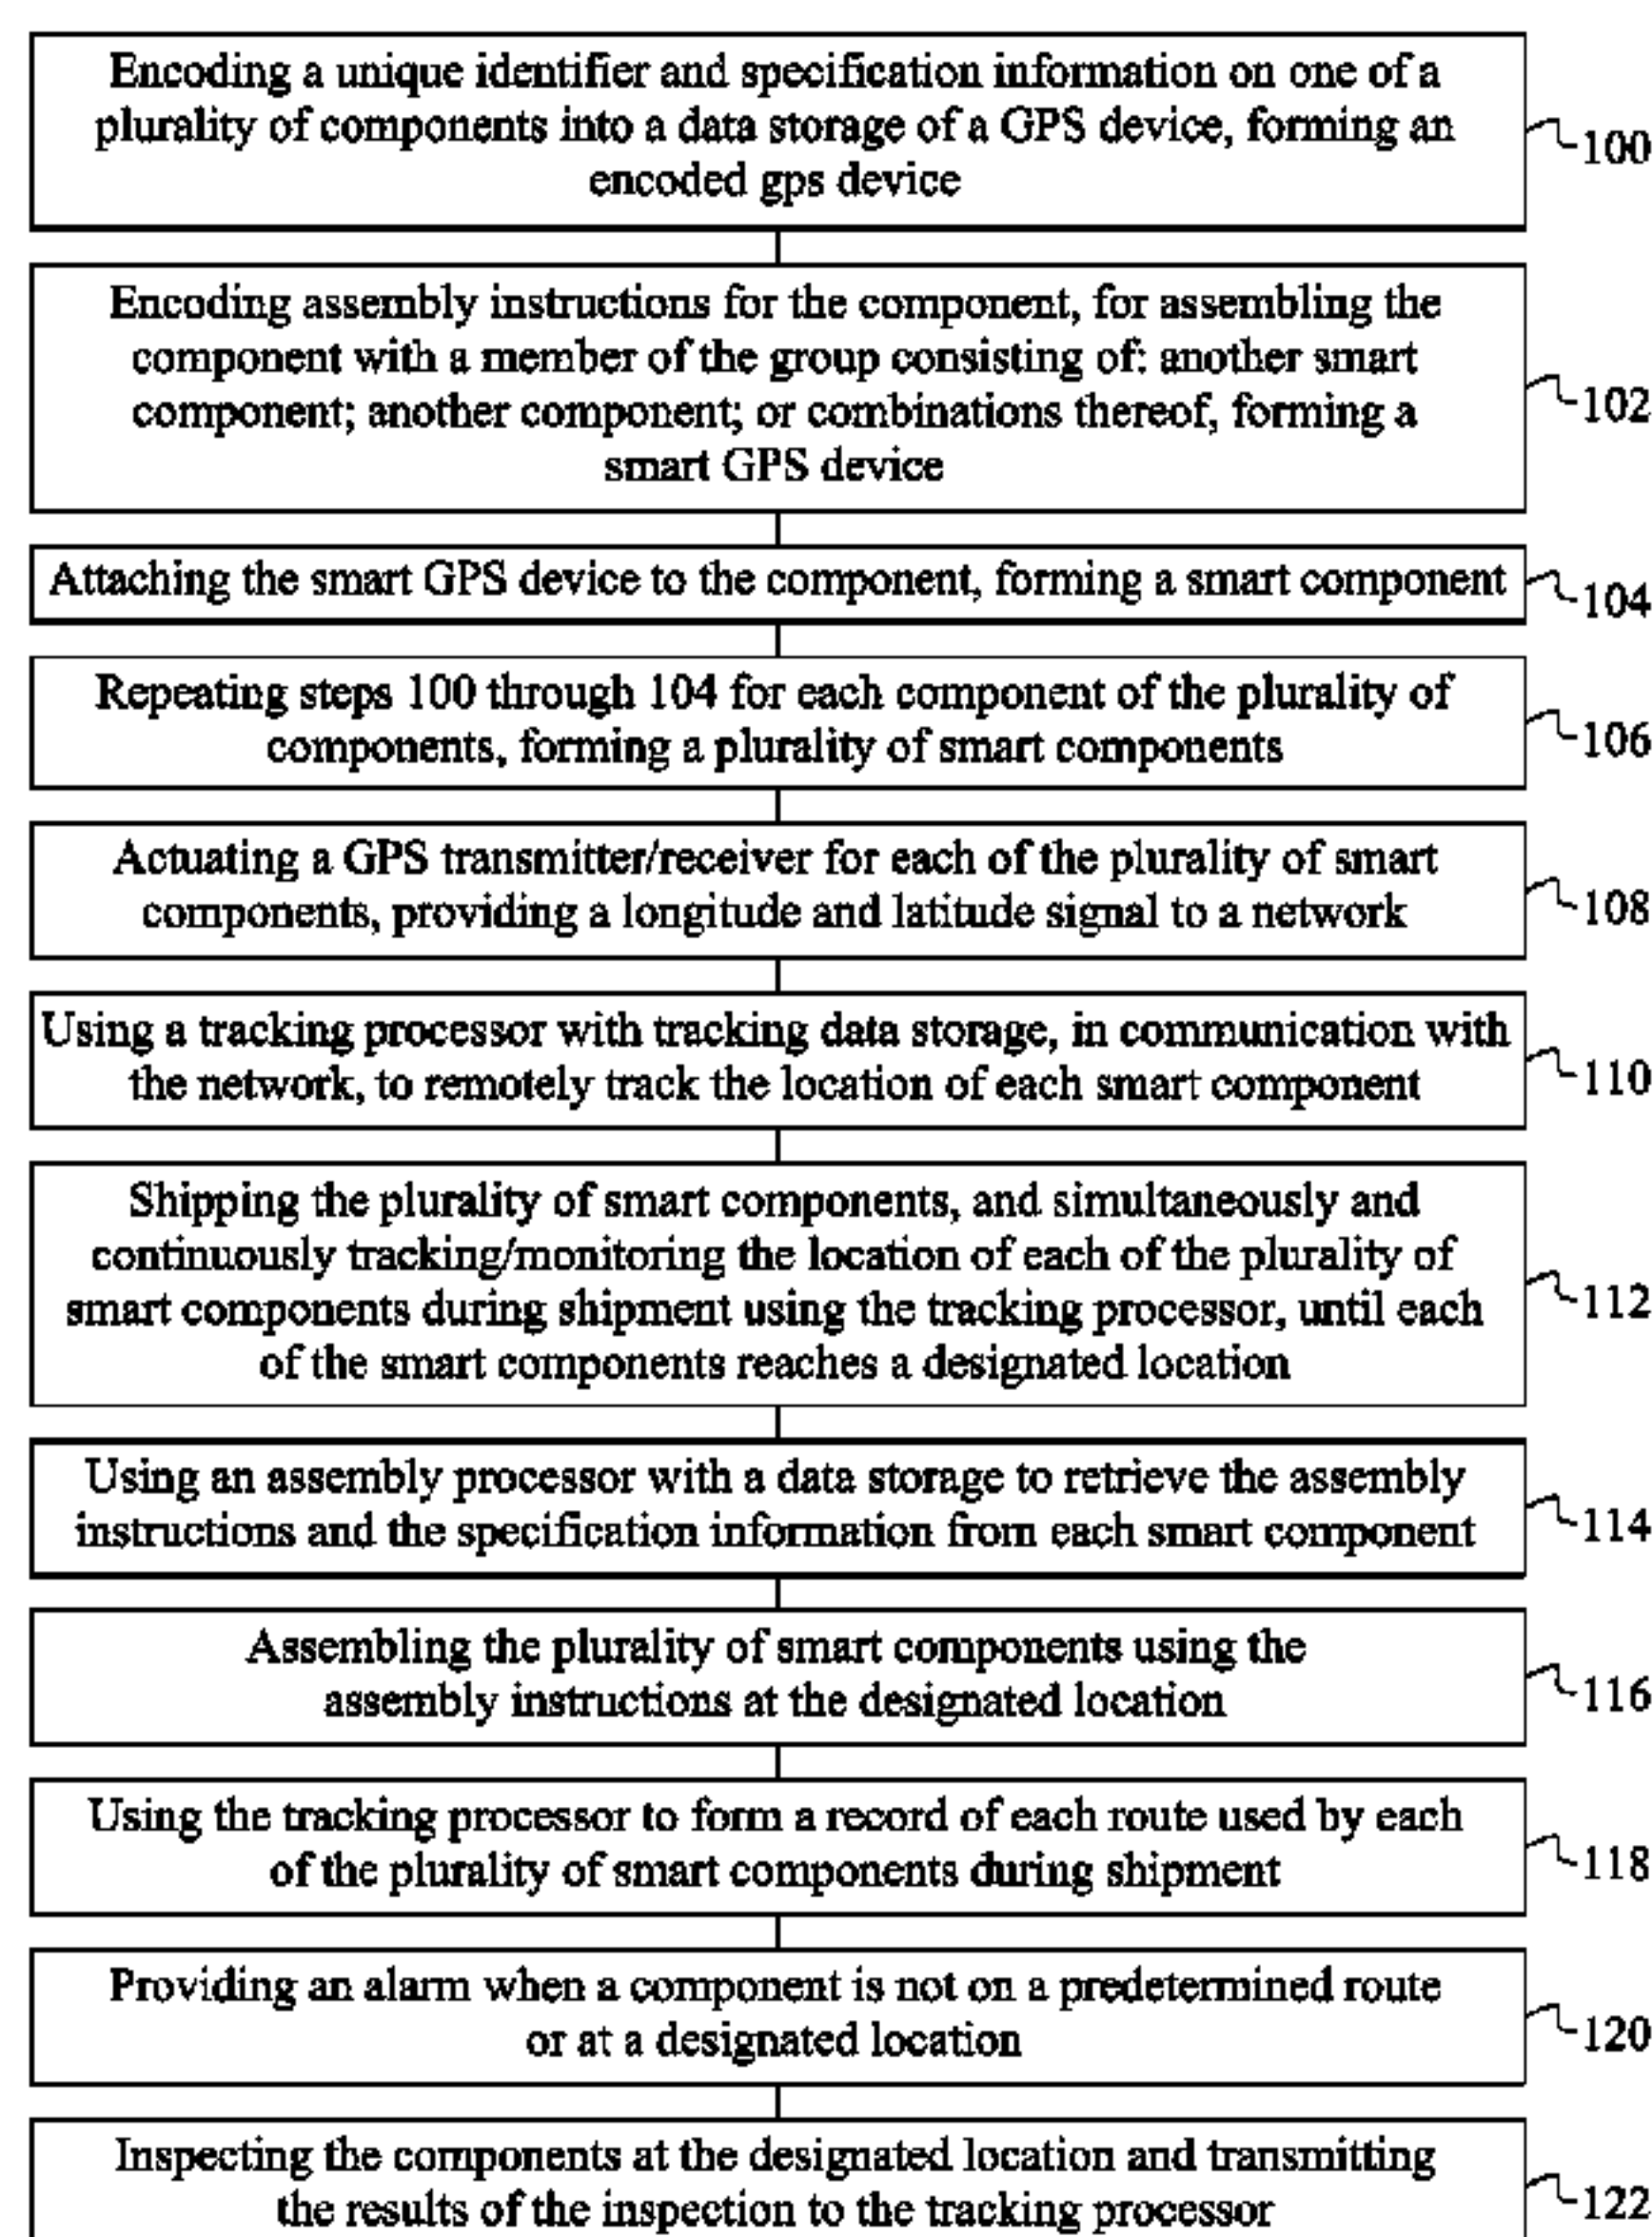 Encoding a unique identifier and specification information on one of a
plurality of components into a data storage of a GPS device, forming an
encoded gps device
100
Encoding assembly instructions for the component, for assembling the
component with a member of the group consisting of: another smart
component; another component; or combinations thereof, forming a
smart GPS device
102
Attaching the smart GPS device to the component, forming a smart component
104
Repeating steps 100 through 104 for each component of the plurality of
components, forming a plurality of smart components
106
Actuating a GPS transmitter/receiver for each of the plurality of smart
components, providing a longitude and latitude signal to a network
108
Using a tracking processor with tracking data storage, in communication with
the network, to remotely track the location of each smart component
110
Shipping the plurality of smart components, and simultaneously and
continuously tracking/monitoring the location of each of the plurality of
smart components during shipment using the tracking processor, until each
of the smart components reaches a designated location
112
Using an assembly processor with a data storage to retrieve the assembly
instructions and the specification information from each smart component
114
Assembling the plurality of smart components using the
assembly instructions at the designated location
116
Using the tracking processor to form a record of each route used by each
of the plurality of smart components during shipment
118
Providing an alarm when a component is not on a predetermined route
or at a designated location
120
Inspecting the components at the designated location and transmitting
the results of the inspection to the tracking processor
122